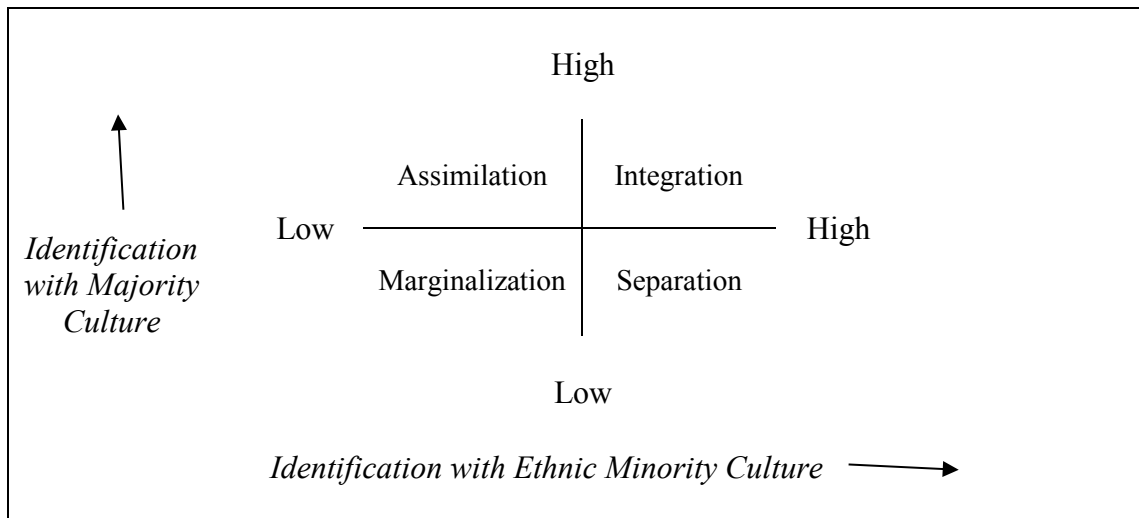 High
Assimilation Integration
Low High
Identification
with Majority
Culture
Marginalization Separation
Low
Identification with Ethnic Minority Culture